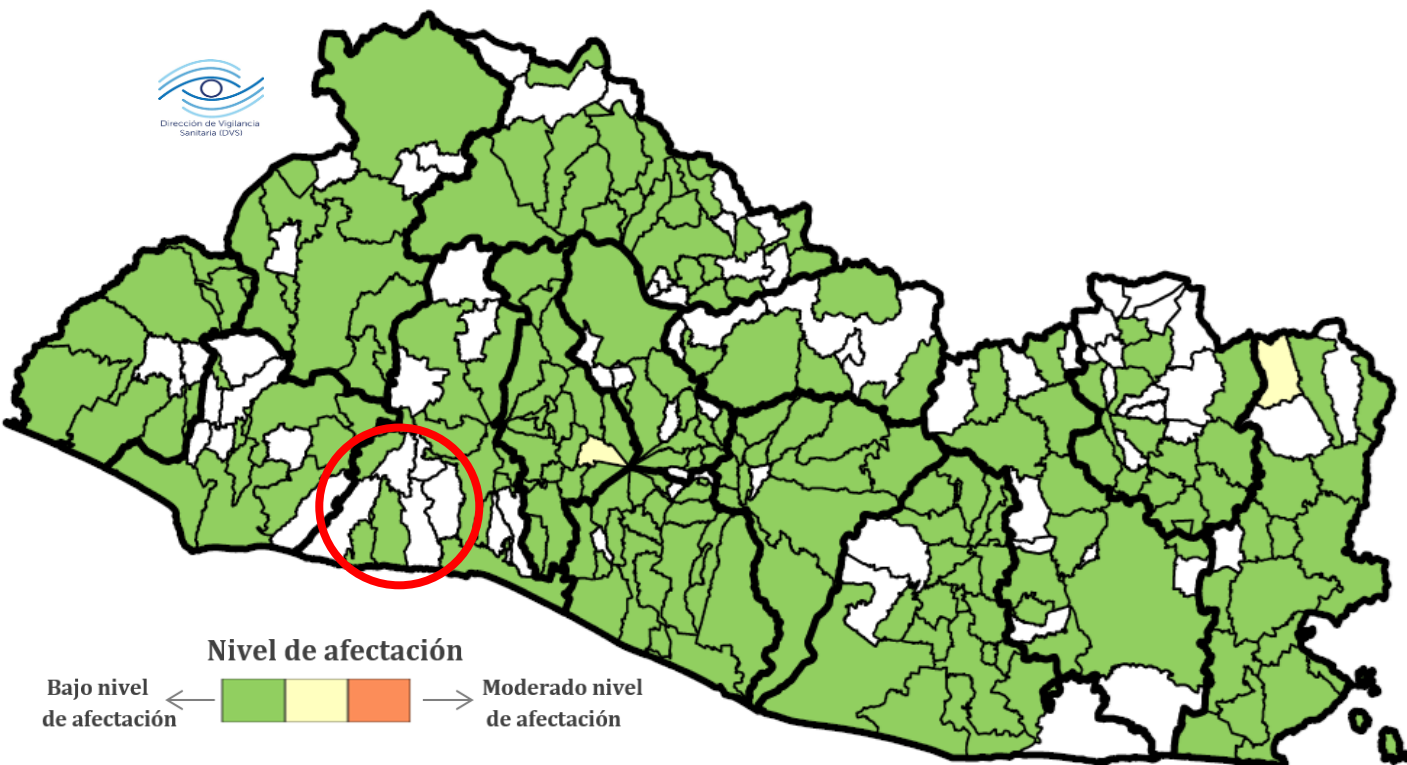 Dirección de Vigilancia
Sanitaria (DVS)
Nivel de afectación
Bajo nivel
de afectación
Moderado nivel
de afectación